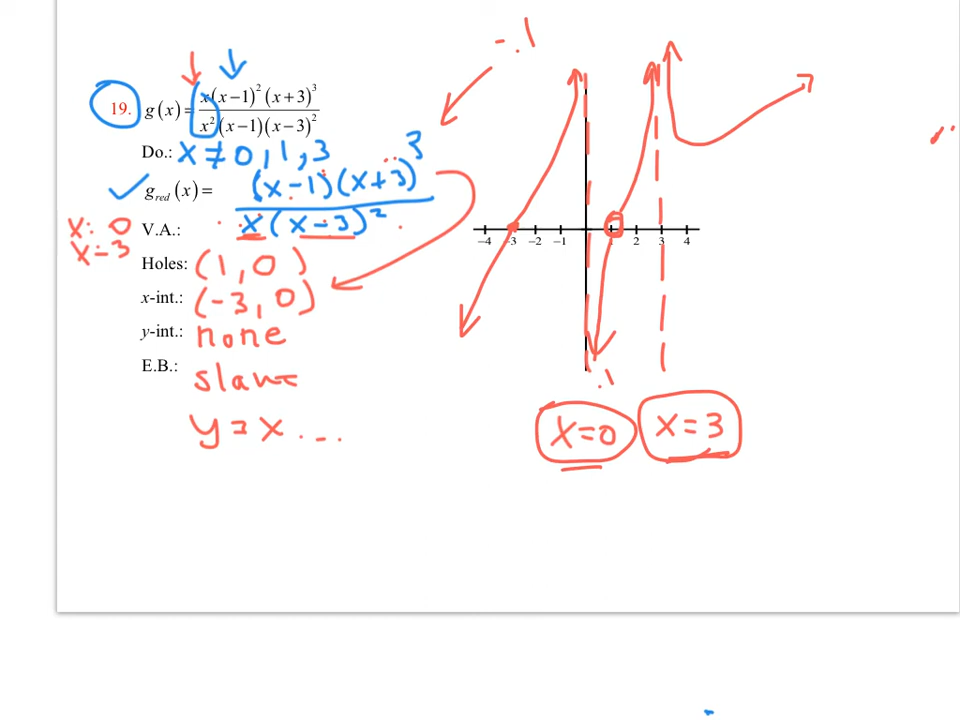 -.1
19. g(x) = x(x-1)²(x+3)³ / x²(x-1)(x-3)²
Do.: x ≠ 0, 1, 3
g_red (x) = (x-1)(x+3)³ / x(x-3)²
x: 0
V.A.:
x=3
Holes: (1, 0)
x-int.: (-3, 0)
y-int.: none
E.B.: slant
y = x ...
-4 -3 -2 -1 1 2 3 4
.1
x=0 x=3